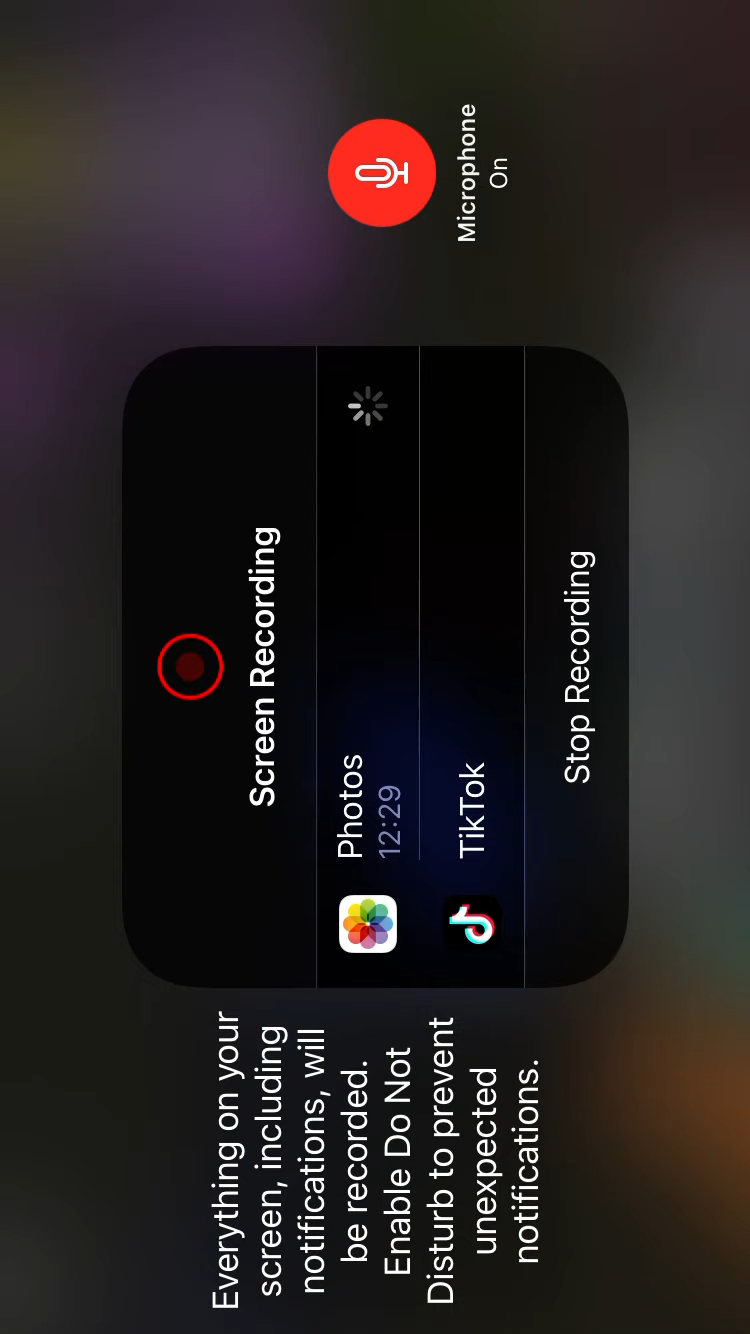 Everything on your
screen, including
notifications, will
be recorded.
Enable Do Not
Disturb to prevent
unexpected
notifications.
Screen Recording
Photos
12:29
TikTok
Stop Recording
Microphone
On